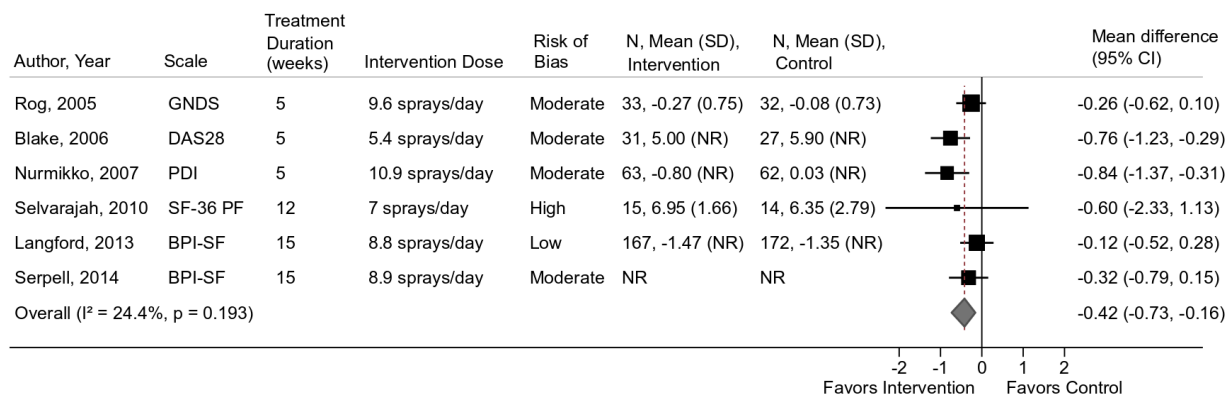 Author, Year Scale Treatment Duration (weeks) Intervention Dose Risk of Bias N, Mean (SD), Intervention N, Mean (SD), Control Mean difference (95% CI)
Rog, 2005 GNDS 5 9.6 sprays/day Moderate 33, -0.27 (0.75) 32, -0.08 (0.73) -0.26 (-0.62, 0.10)
Blake, 2006 DAS28 5 5.4 sprays/day Moderate 31, 5.00 (NR) 27, 5.90 (NR) -0.76 (-1.23, -0.29)
Nurmikko, 2007 PDI 5 10.9 sprays/day Moderate 63, -0.80 (NR) 62, 0.03 (NR) -0.84 (-1.37, -0.31)
Selvarajah, 2010 SF-36 PF 12 7 sprays/day High 15, 6.95 (1.66) 14, 6.35 (2.79) -0.60 (-2.33, 1.13)
Langford, 2013 BPI-SF 15 8.8 sprays/day Low 167, -1.47 (NR) 172, -1.35 (NR) -0.12 (-0.52, 0.28)
Serpell, 2014 BPI-SF 15 8.9 sprays/day Moderate NR NR -0.32 (-0.79, 0.15)
Overall (I² = 24.4%, p = 0.193) -0.42 (-0.73, -0.16)
-2 -1 0 1 2
Favors Intervention Favors Control